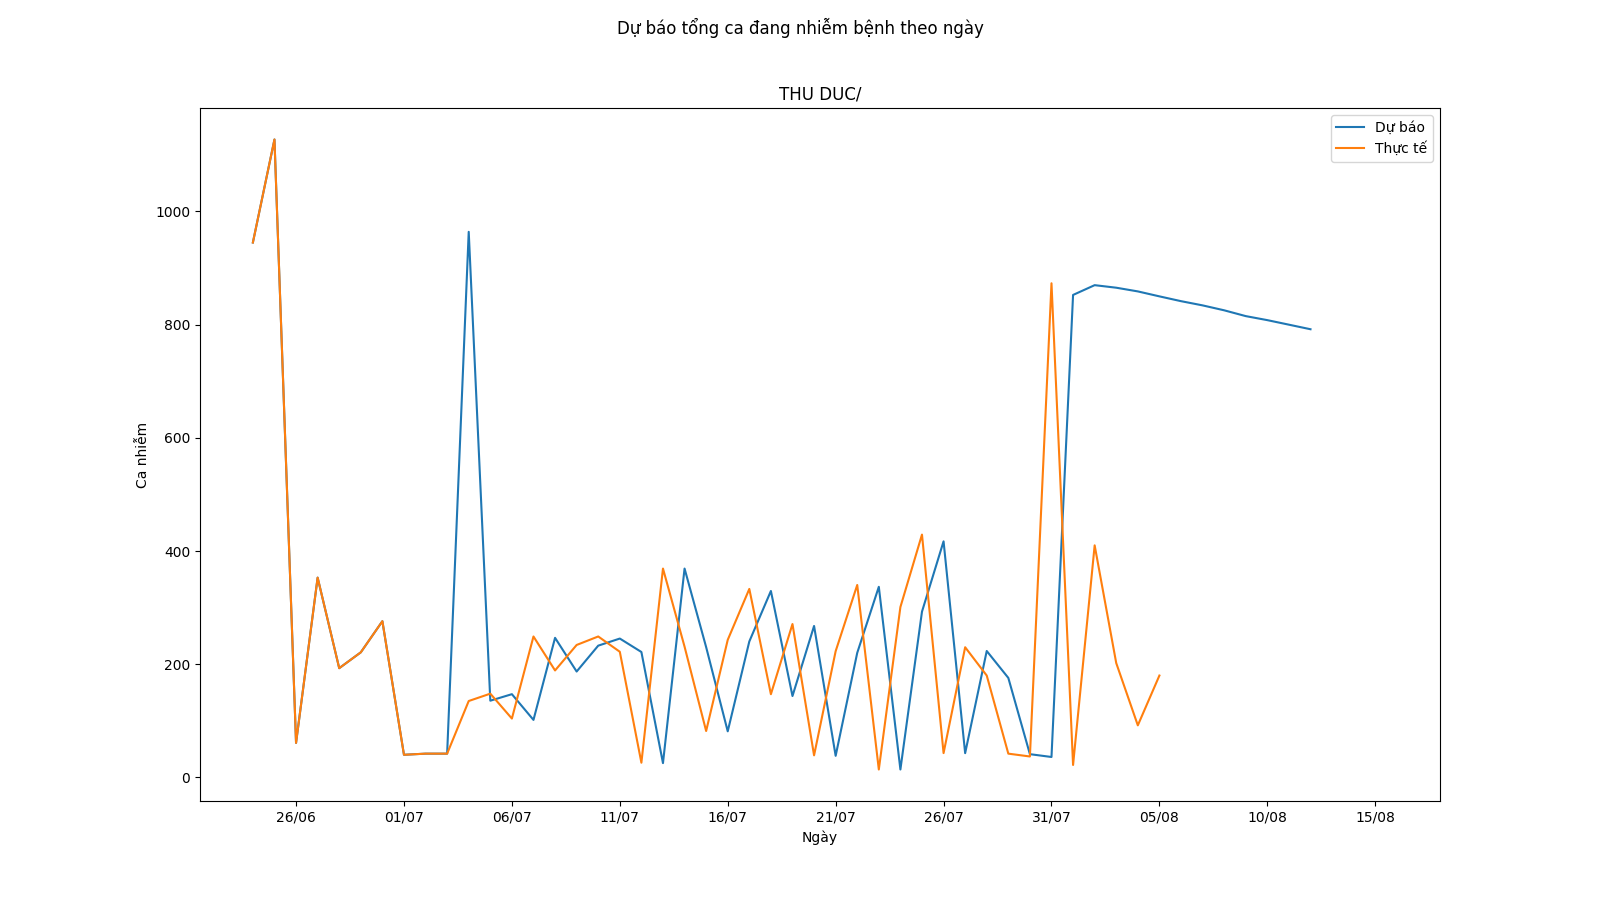 Dự báo tổng ca đang nhiễm bệnh theo ngày
THU DUC/
Dự báo
Thực tế
1000
800
600
400
200
0
Ca nhiễm
26/06
01/07
06/07
11/07
16/07
21/07
26/07
31/07
05/08
10/08
15/08
Ngày